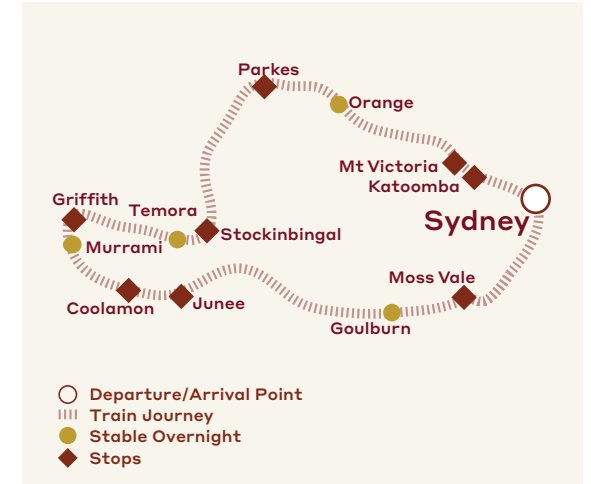 Parkes
Orange
Mt Victoria
Katoomba
Griffith
Temora
Sydney
Stockinbingal
Murrami
Moss Vale
Coolamon
Junee
Goulburn
Departure/Arrival Point
Train Journey
Stable Overnight
Stops